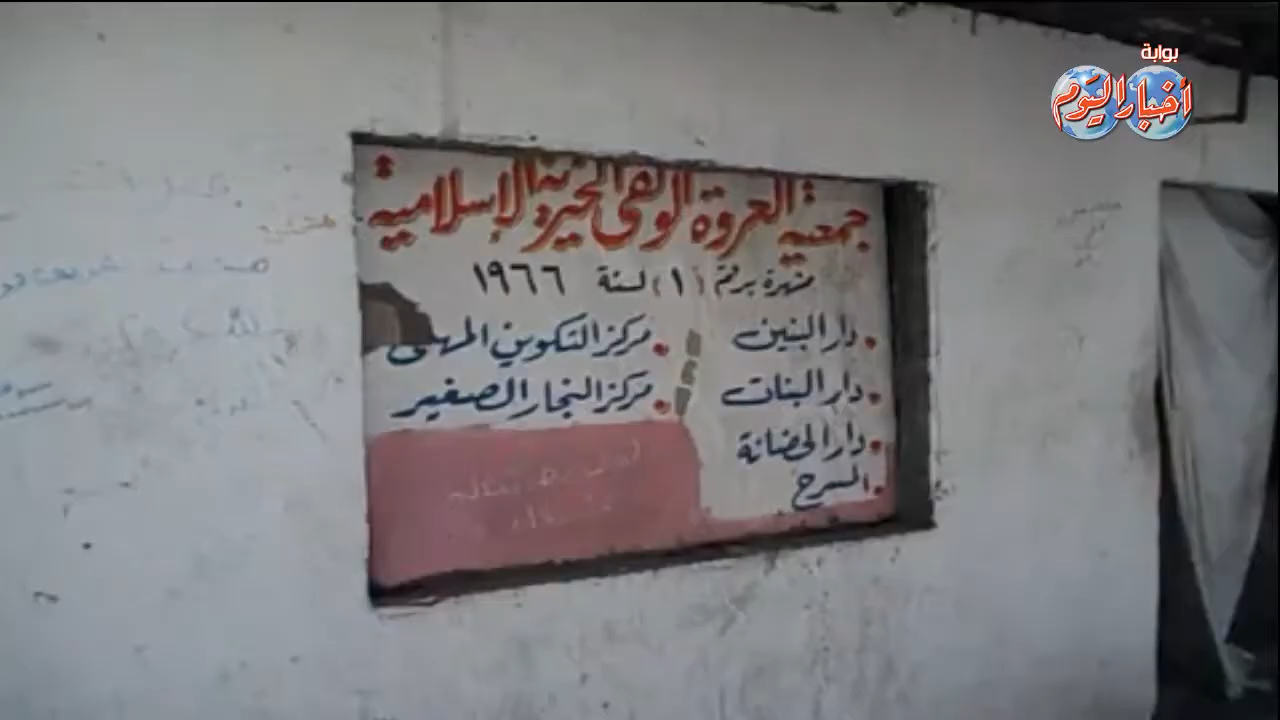 بوابة
أخبار اليوم
جمعية العروة الوثقى الخيرية الإسلامية
مشهرة برقم (١) لسنة ١٩٦٦
• دار البنين
• دار البنات
• دار الحضانة
• المسرح
• مركز التكوين المهنى
• مركز النجار الصغير